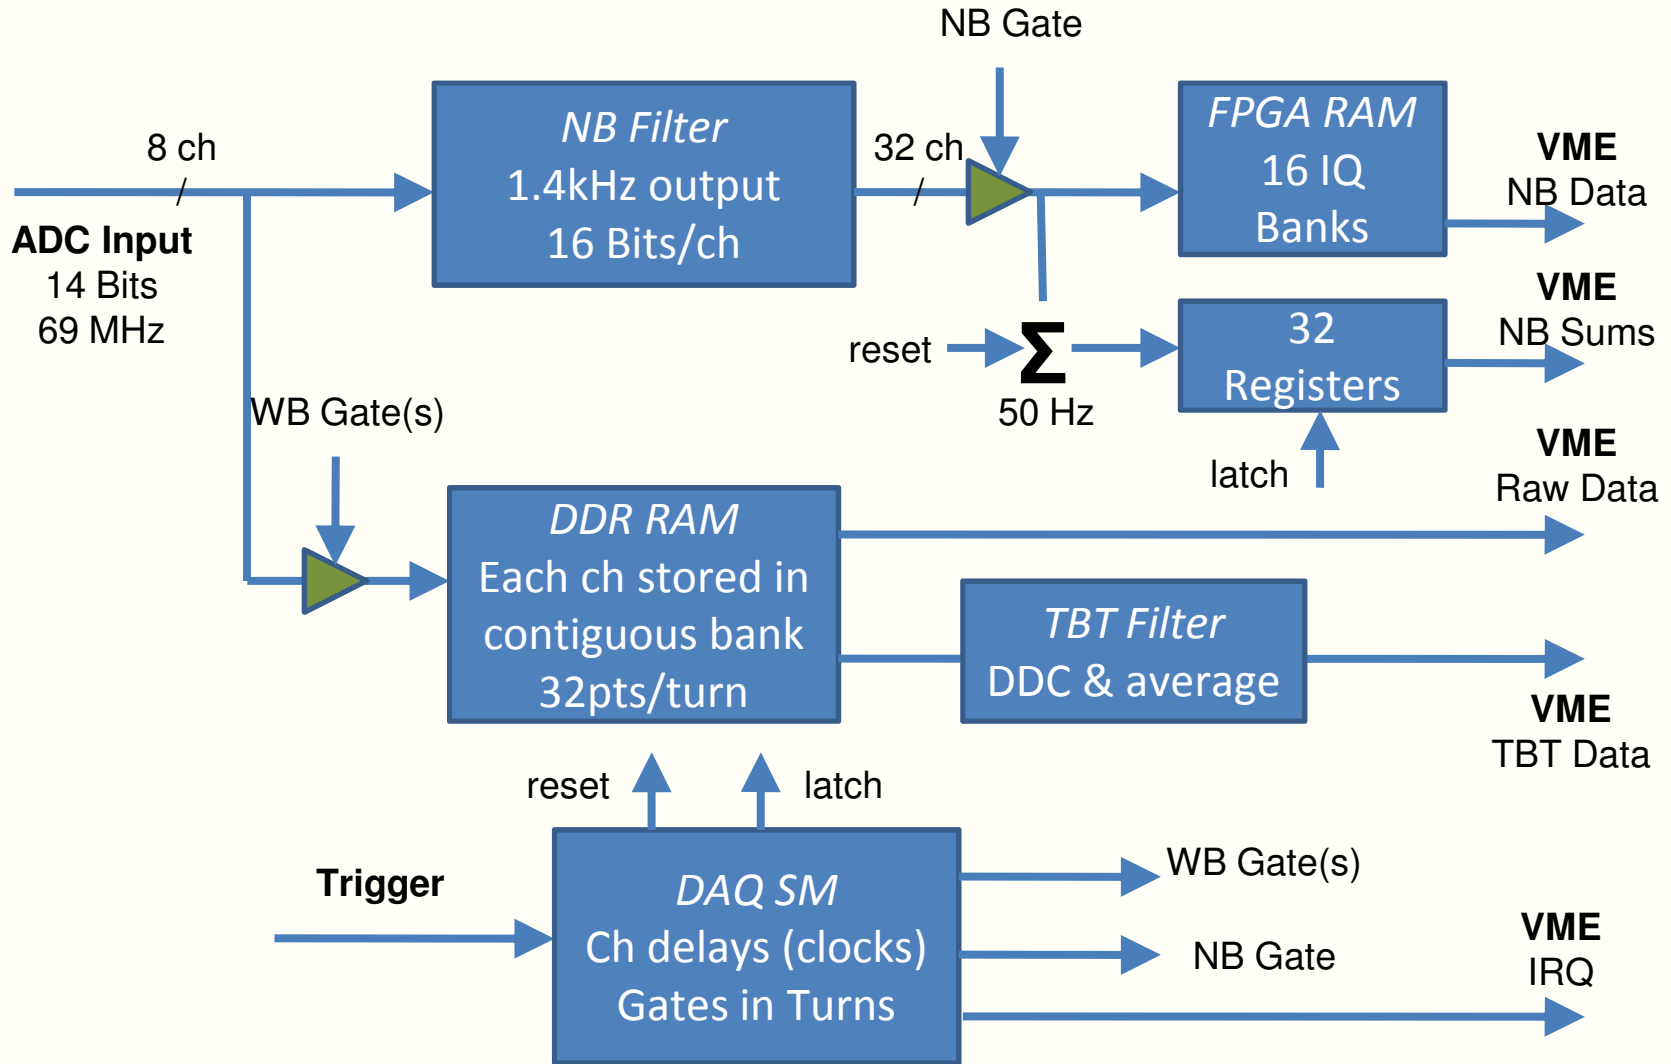 NB Gate
8 ch
NB Filter
1.4kHz output
16 Bits/ch
32 ch
FPGA RAM
16 IQ
Banks
VME
NB Data
ADC Input
14 Bits
69 MHz
reset
Σ
50 Hz
32
Registers
VME
NB Sums
latch
WB Gate(s)
DDR RAM
Each ch stored in
contiguous bank
32pts/turn
VME
Raw Data
TBT Filter
DDC & average
VME
TBT Data
reset
latch
Trigger
DAQ SM
Ch delays (clocks)
Gates in Turns
WB Gate(s)
NB Gate
VME
IRQ